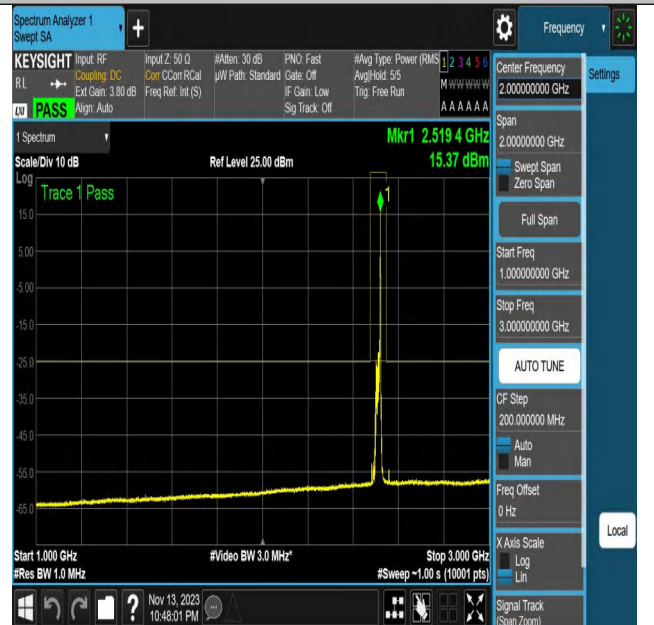 Spectrum Analyzer 1
Swept SA
+
Frequency
KEYSIGHT
RL
LXI PASS
Input: RF
Coupling: DC
Ext Gain: 3.80 dB
Align: Auto
Input Z: 50 Ω
Corr CCorr RCal
Freq Ref: Int (S)
#Atten: 30 dB
µW Path: Standard
PNO: Fast
Gate: Off
IF Gain: Low
Sig Track: Off
#Avg Type: Power (RMS
Avg|Hold: 5/5
Trig: Free Run
1 2 3 4 5 6
M W W W W W
A A A A A A
1 Spectrum
Mkr1 2.519 4 GHz
Scale/Div 10 dB
Ref Level 25.00 dBm
15.37 dBm
Log
Trace 1 Pass
1
15.0
5.00
-5.00
-15.0
-25.0
-35.0
-45.0
-55.0
-65.0
Start 1.000 GHz
#Video BW 3.0 MHz*
Stop 3.000 GHz
#Res BW 1.0 MHz
#Sweep ~1.00 s (10001 pts)
?
Nov 13, 2023
10:48:01 PM
Center Frequency
2.000000000 GHz
Settings
Span
2.00000000 GHz
Swept Span
Zero Span
Full Span
Start Freq
1.000000000 GHz
Stop Freq
3.000000000 GHz
AUTO TUNE
CF Step
200.000000 MHz
Auto
Man
Freq Offset
0 Hz
Local
X Axis Scale
Log
Lin
Signal Track
(Span Zoom)